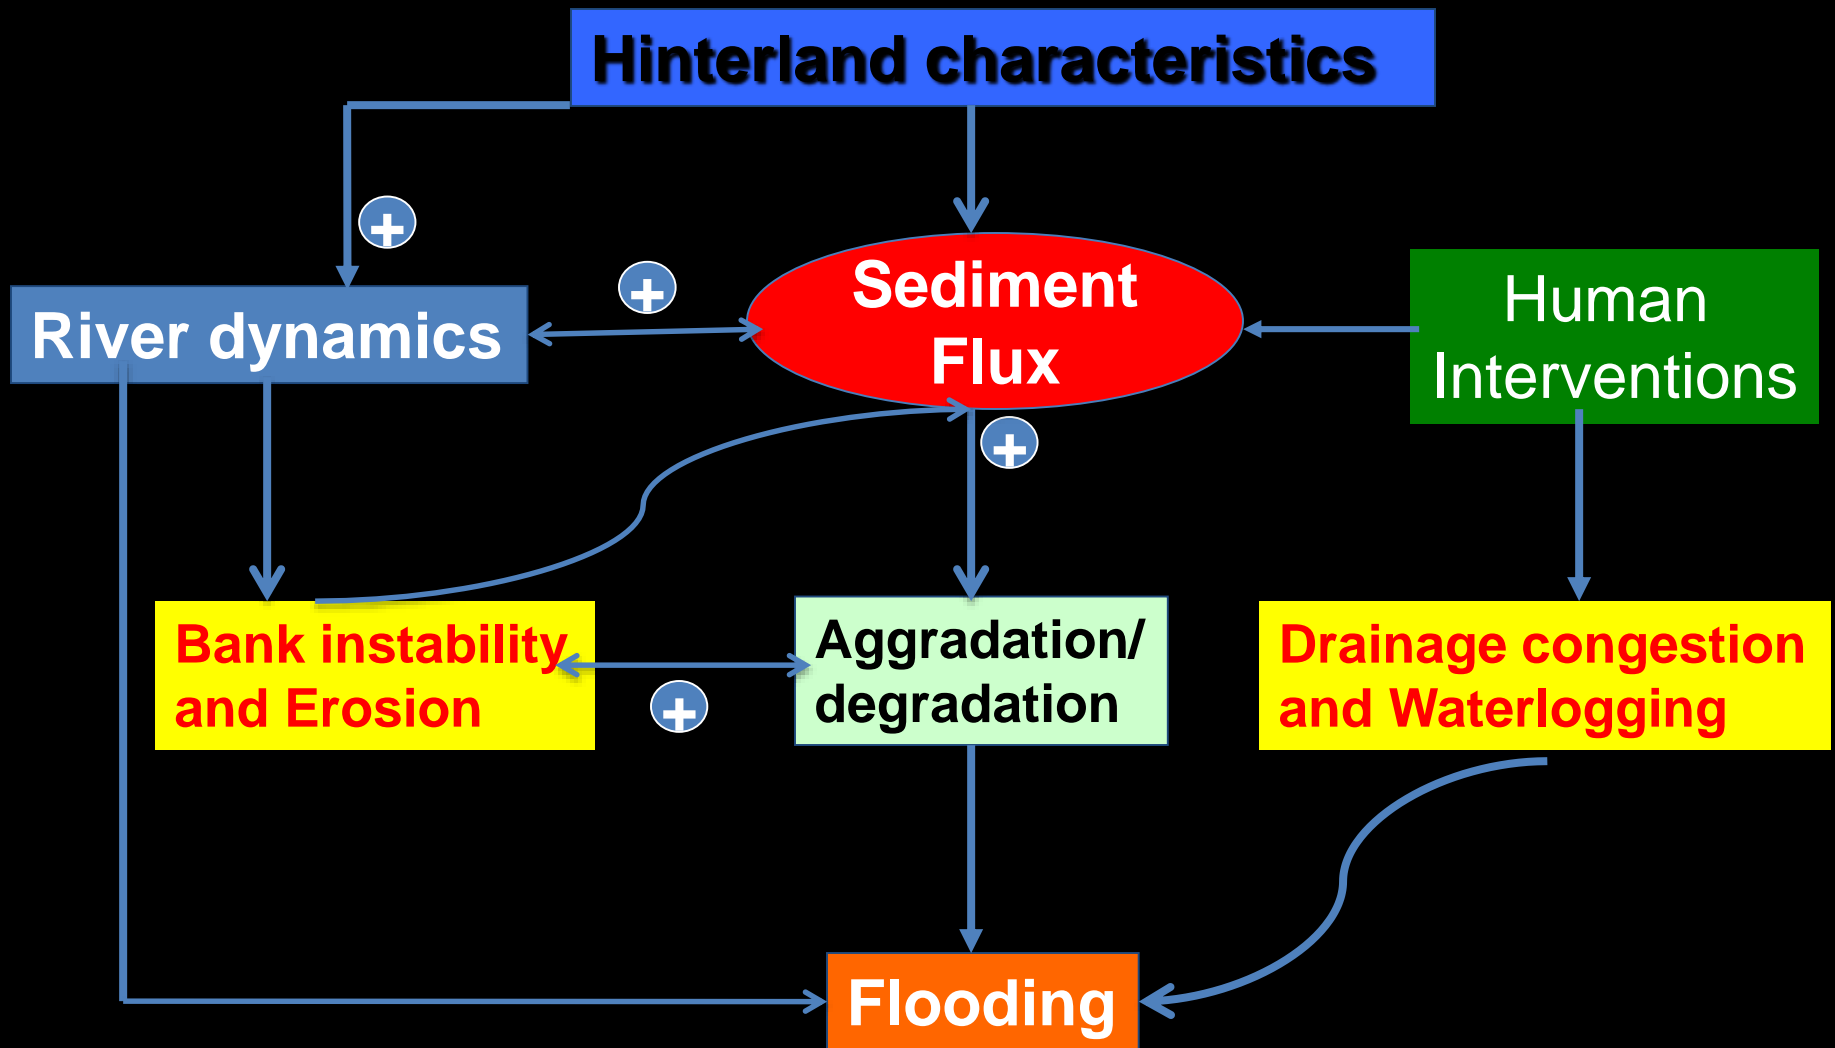 Hinterland characteristics
+
+
River dynamics
Sediment
Flux
Human
Interventions
+
Bank instability
and Erosion
+
Aggradation/
degradation
Drainage congestion
and Waterlogging
Flooding